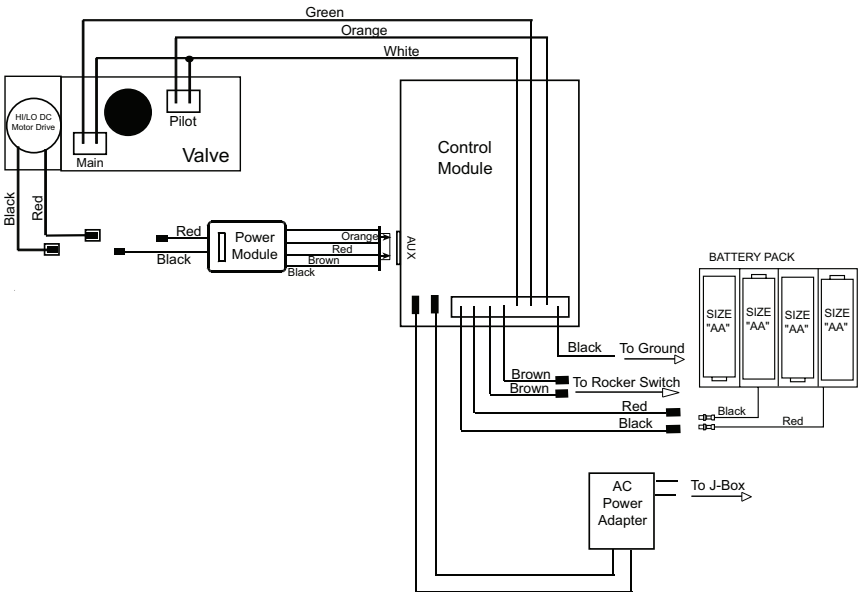 Green
Orange
White
HI/LO DC
Motor Drive
Pilot
Main
Valve
Control
Module
Black
Red
Red
Black
Power
Module
Orange
Red
Brown
Black
AUX
BATTERY PACK
SIZE
"AA"
SIZE
"AA"
SIZE
"AA"
SIZE
"AA"
Black
To Ground
Brown
Brown
To Rocker Switch
Red
Black
Black
Red
AC
Power
Adapter
To J-Box